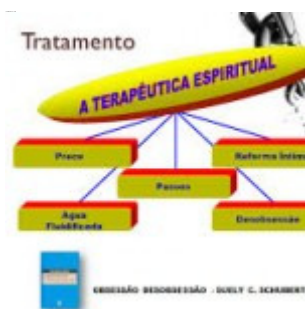 Tratamento
A TERAPÊUTICA ESPIRITUAL
Prece
Reforma Íntima
Passes
Água
Fluidificada
Desobsessão
OBSESSÃO DESOBSESSÃO - SUELY C. SCHUBERT